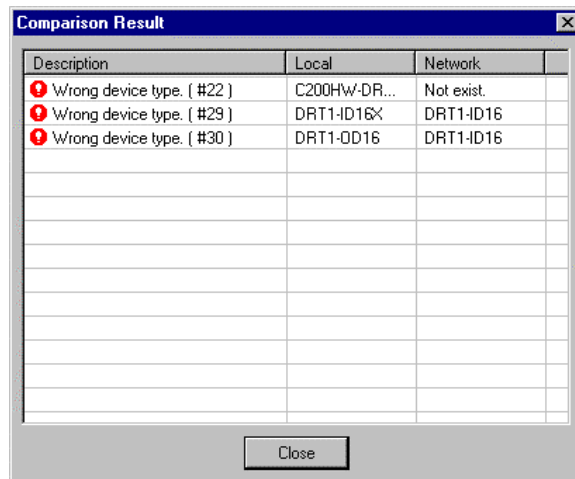 Comparison Result
Description Local Network
Wrong device type. ( #22 ) C200HW-DR... Not exist.
Wrong device type. ( #29 ) DRT1-ID16X DRT1-ID16
Wrong device type. ( #30 ) DRT1-OD16 DRT1-ID16
Close